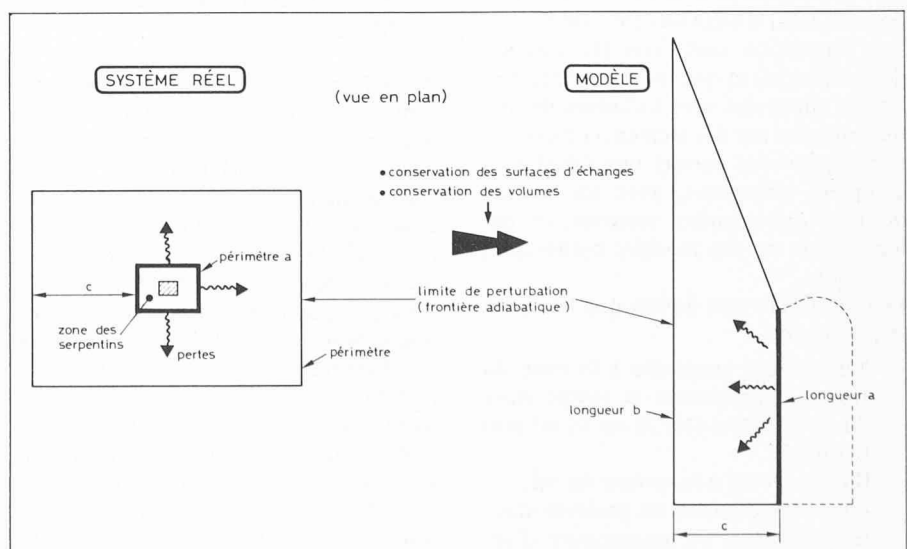 SYSTÈME RÉEL
(vue en plan)
MODÈLE
• conservation des surfaces d'échanges
• conservation des volumes
périmètre a
c
zone des
serpentins
pertes
limite de perturbation
(frontière adiabatique)
périmètre
longueur b
longueur a
c